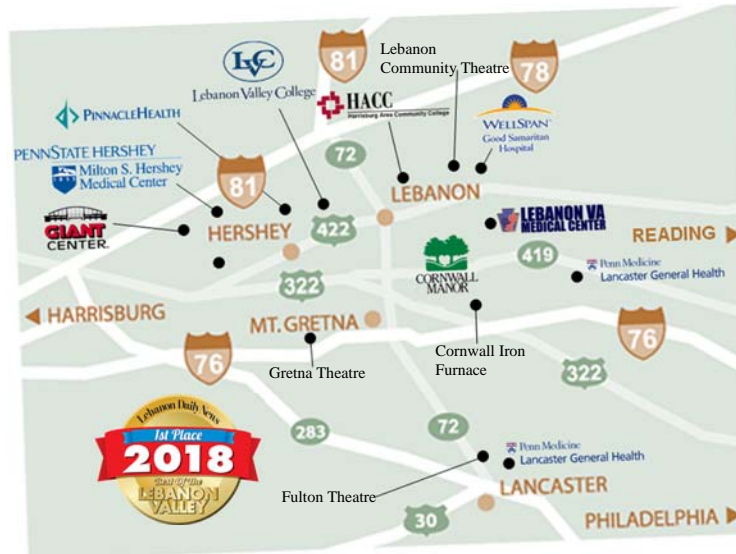 81
Lebanon
Community Theatre
78
LVC
Lebanon Valley College
HACC
Harrisburg Area Community College
PINNACLEHEALTH
WELLSPAN
Good Samaritan
Hospital
72
PENNSTATE HERSHEY
Milton S. Hershey
Medical Center
81
LEBANON
GIANT
CENTER
HERSHEY
422
LEBANON VA
MEDICAL CENTER
READING
CORNWALL
MANOR
419
Penn Medicine
Lancaster General Health
322
HARRISBURG
MT. GRETNA
76
Gretna Theatre
Cornwall Iron
Furnace
76
322
Lebanon Daily News
1st Place
2018
Best Of The
LEBANON
VALLEY
283
72
Penn Medicine
Lancaster General Health
Fulton Theatre
LANCASTER
30
PHILADELPHIA